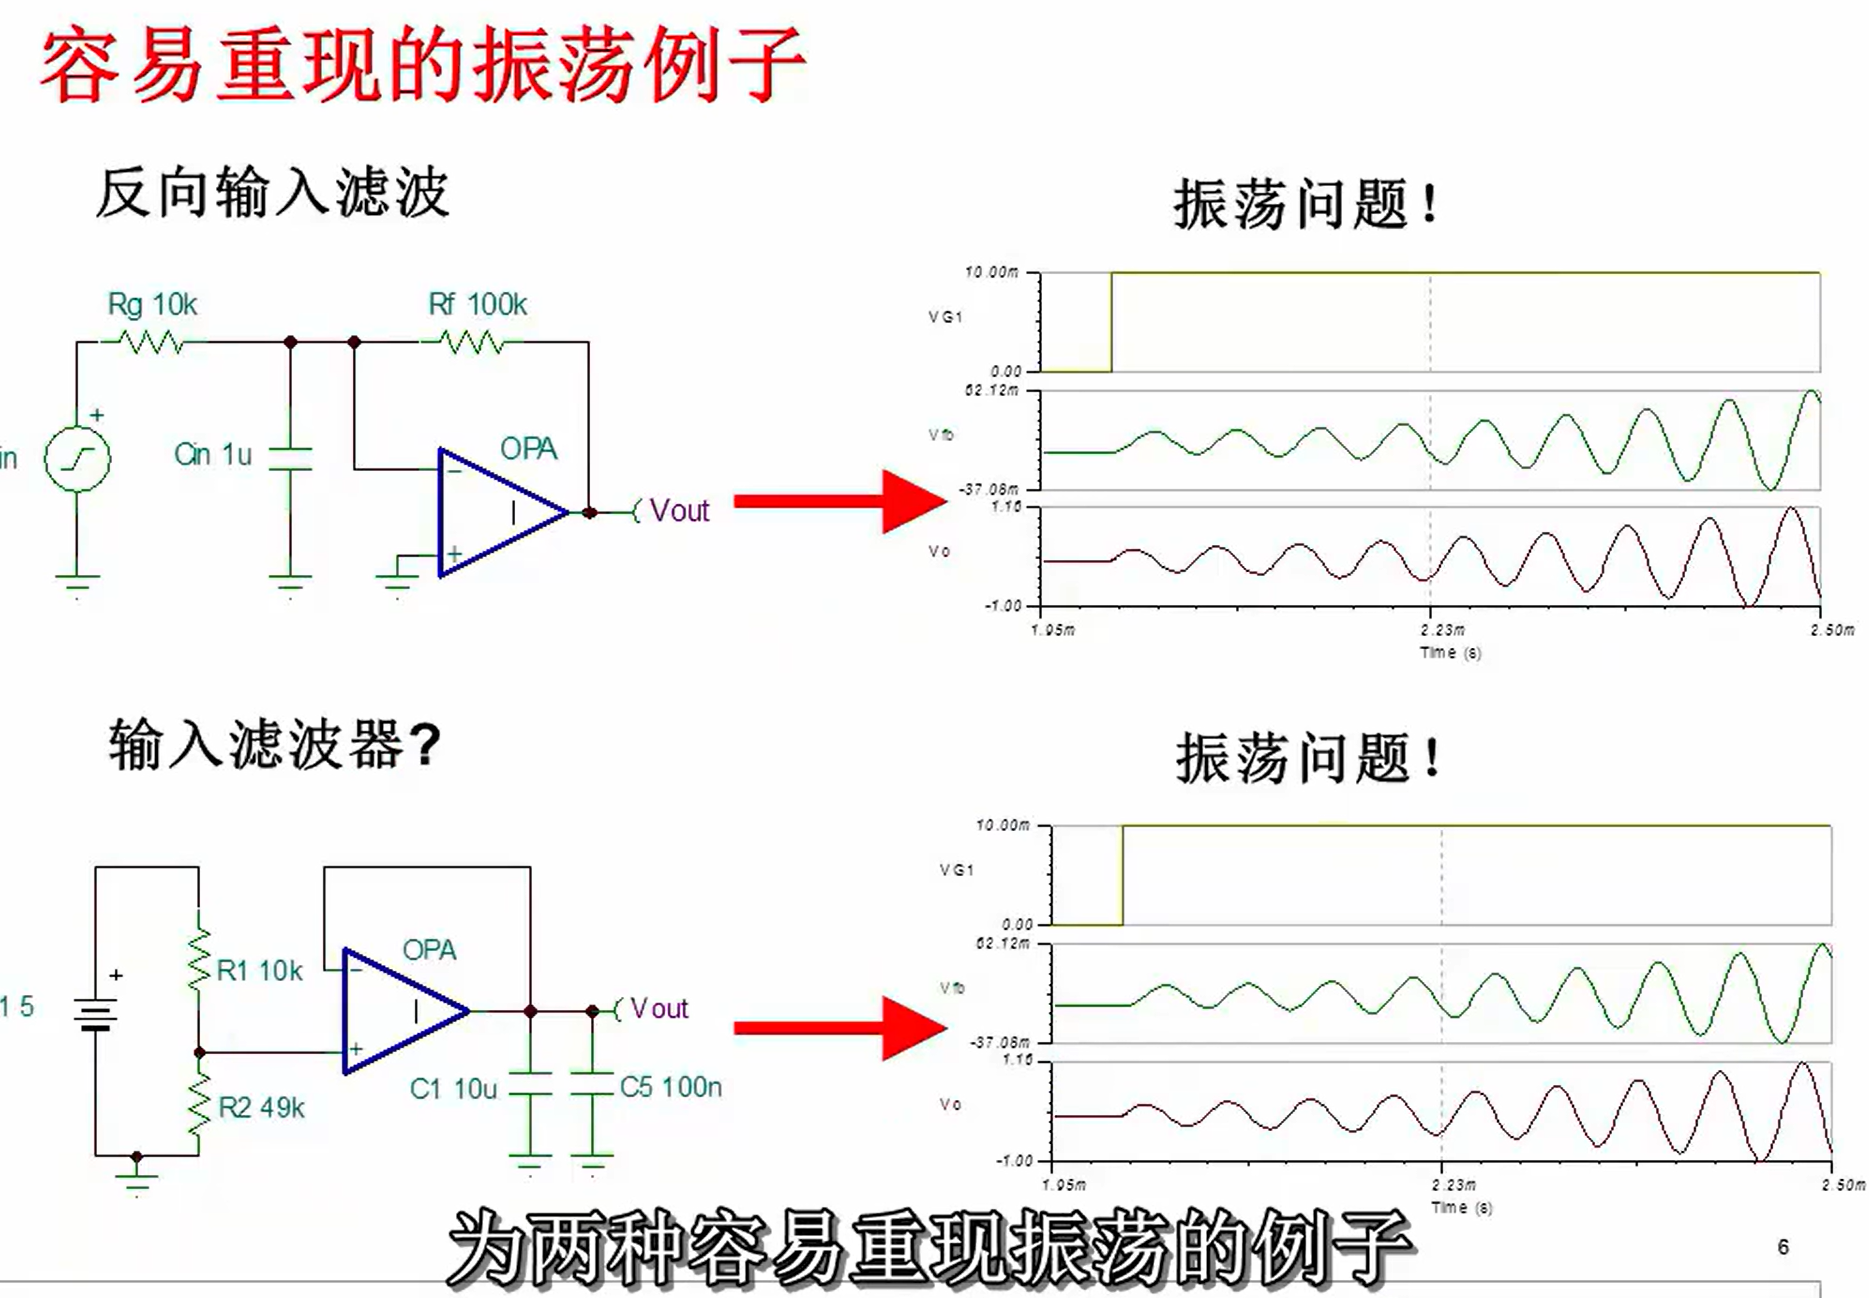 容易重现的振荡例子
反向输入滤波
振荡问题！
Rg 10k
Rf 100k
in
Cin 1u
OPA
Vout
10.00m
VG1
0.00
62.12m
Vfb
-37.08m
1.10
Vo
-1.00
1.95m
2.23m
2.50m
Time (s)
输入滤波器?
振荡问题！
1 5
R1 10k
R2 49k
OPA
Vout
C1 10u
C5 100n
10.00m
VG1
0.00
62.12m
Vfb
-37.08m
1.10
Vo
-1.00
1.95m
2.23m
2.50m
Time (s)
为两种容易重现振荡的例子
6